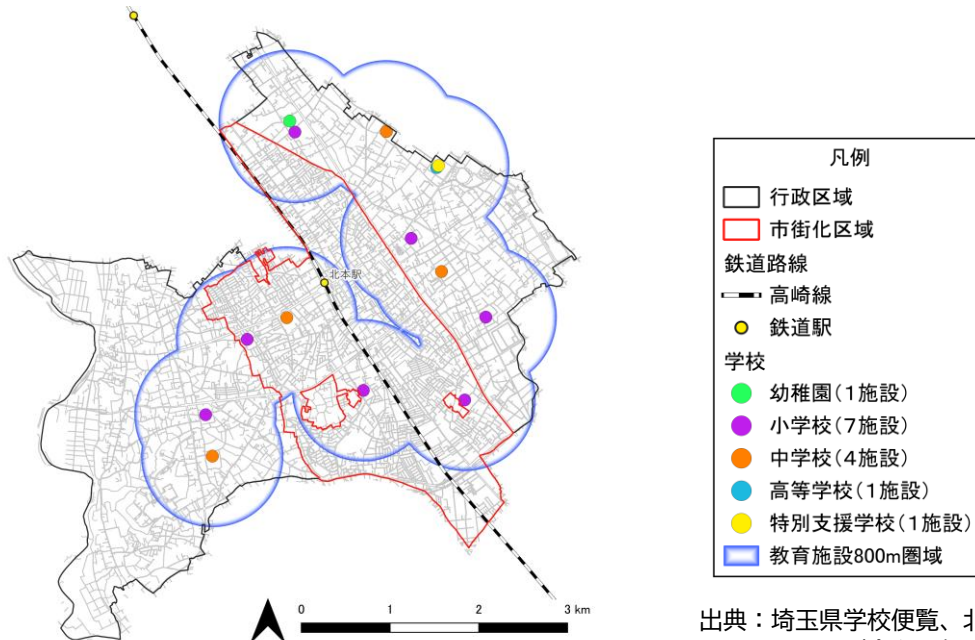 北本駅
0 1 2 3 km
凡例
行政区域
市街化区域
鉄道路線
高崎線
鉄道駅
学校
幼稚園(1施設)
小学校(7施設)
中学校(4施設)
高等学校(1施設)
特別支援学校(1施設)
教育施設800m圏域
出典：埼玉県学校便覧、北